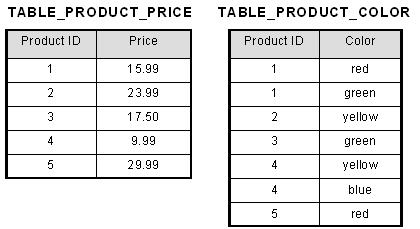 TABLE_PRODUCT_PRICE
Product ID Price
1 15.99
2 23.99
3 17.50
4 9.99
5 29.99
TABLE_PRODUCT_COLOR
Product ID Color
1 red
1 green
2 yellow
3 green
4 yellow
4 blue
5 red